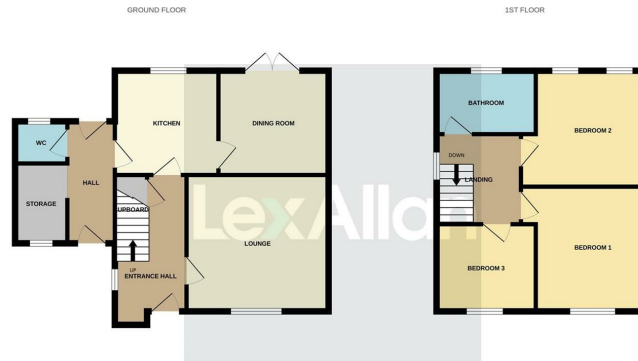 GROUND FLOOR
1ST FLOOR
KITCHEN
DINING ROOM
WC
HALL
STORAGE
UPBOARD
LOUNGE
UP
ENTRANCE HALL
BATHROOM
BEDROOM 2
DOWN
LANDING
BEDROOM 1
BEDROOM 3
LexAllan